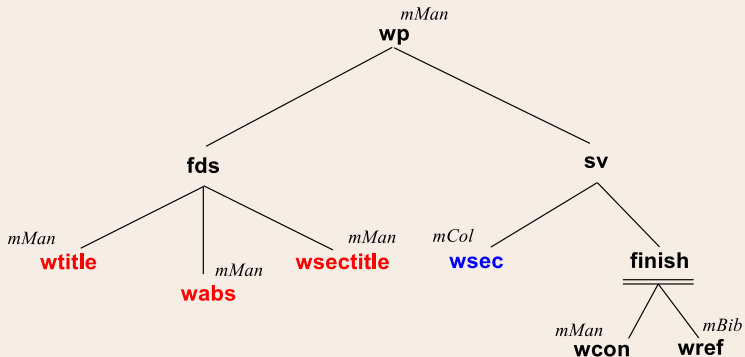 mMan
wp
fds
sv
mMan
wtitle
mMan
wabs
mMan
wsectitle
mCol
wsec
finish
mMan
wcon
mBib
wref